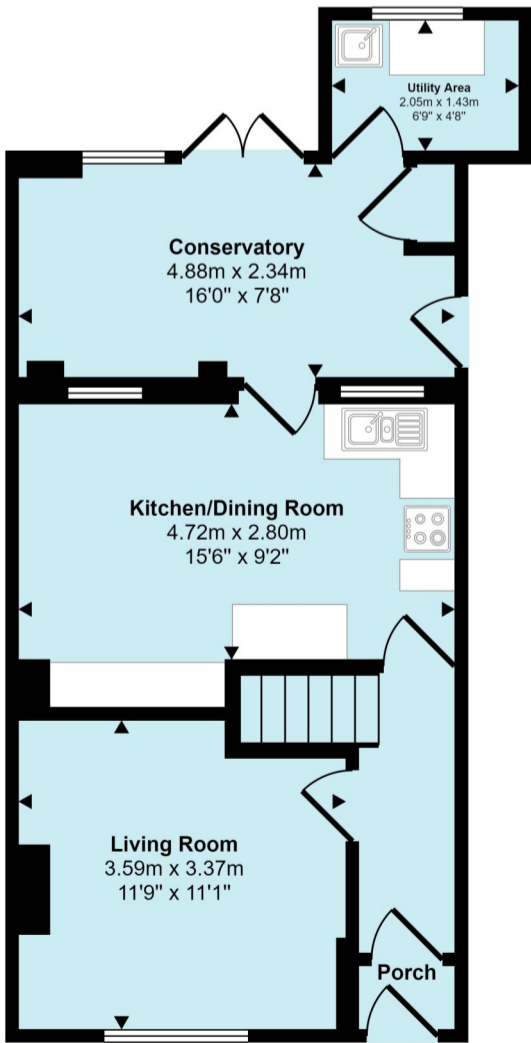 Utility Area
2.05m x 1.43m
6'9" x 4'8"
Conservatory
4.88m x 2.34m
16'0" x 7'8"
Kitchen/Dining Room
4.72m x 2.80m
15'6" x 9'2"
Living Room
3.59m x 3.37m
11'9" x 11'1"
Porch